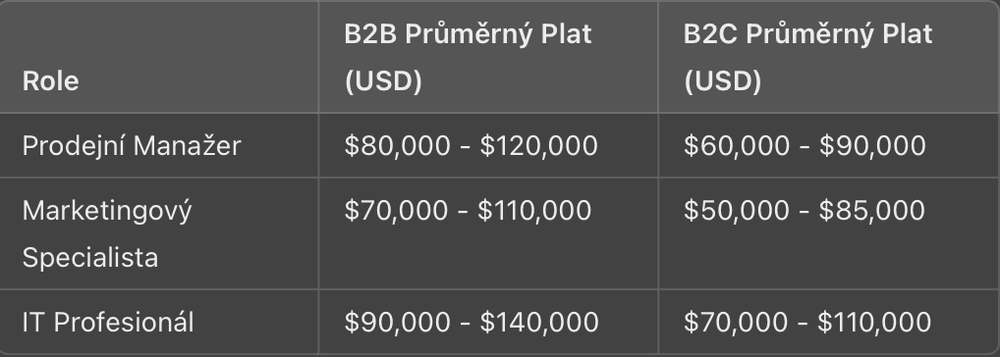 Role
B2B Průměrný Plat
(USD)
B2C Průměrný Plat
(USD)
Prodejní Manažer
$80,000 - $120,000
$60,000 - $90,000
Marketingový
Specialista
$70,000 - $110,000
$50,000 - $85,000
IT Profesionál
$90,000 - $140,000
$70,000 - $110,000